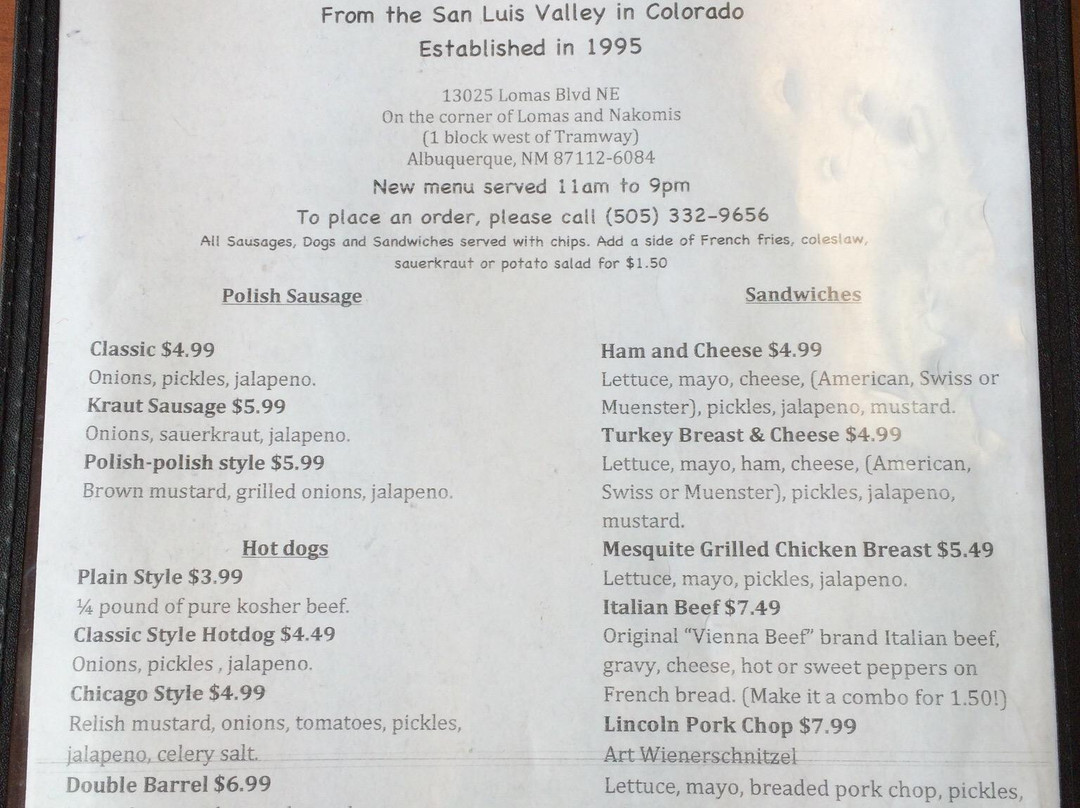 From the San Luis Valley in Colorado
Established in 1995
13025 Lomas Blvd NE
On the corner of Lomas and Nakomis
(1 block west of Tramway)
Albuquerque, NM 87112-6084
New menu served 11am to 9pm
To place an order, please call (505) 332-9656
All Sausages, Dogs and Sandwiches served with chips. Add a side of French fries, coleslaw,
sauerkraut or potato salad for $1.50
Polish Sausage
Classic $4.99
Onions, pickles, jalapeno.
Kraut Sausage $5.99
Onions, sauerkraut, jalapeno.
Polish-polish style $5.99
Brown mustard, grilled onions, jalapeno.
Hot dogs
Plain Style $3.99
¼ pound of pure kosher beef.
Classic Style Hotdog $4.49
Onions, pickles , jalapeno.
Chicago Style $4.99
Relish mustard, onions, tomatoes, pickles,
jalapeno, celery salt.
Double Barrel $6.99
Sandwiches
Ham and Cheese $4.99
Lettuce, mayo, cheese, (American, Swiss or
Muenster), pickles, jalapeno, mustard.
Turkey Breast & Cheese $4.99
Lettuce, mayo, ham, cheese, (American,
Swiss or Muenster), pickles, jalapeno,
mustard.
Mesquite Grilled Chicken Breast $5.49
Lettuce, mayo, pickles, jalapeno.
Italian Beef $7.49
Original “Vienna Beef” brand Italian beef,
gravy, cheese, hot or sweet peppers on
French bread. (Make it a combo for 1.50!)
Lincoln Pork Chop $7.99
Art Wienerschnitzel
Lettuce, mayo, breaded pork chop, pickles,